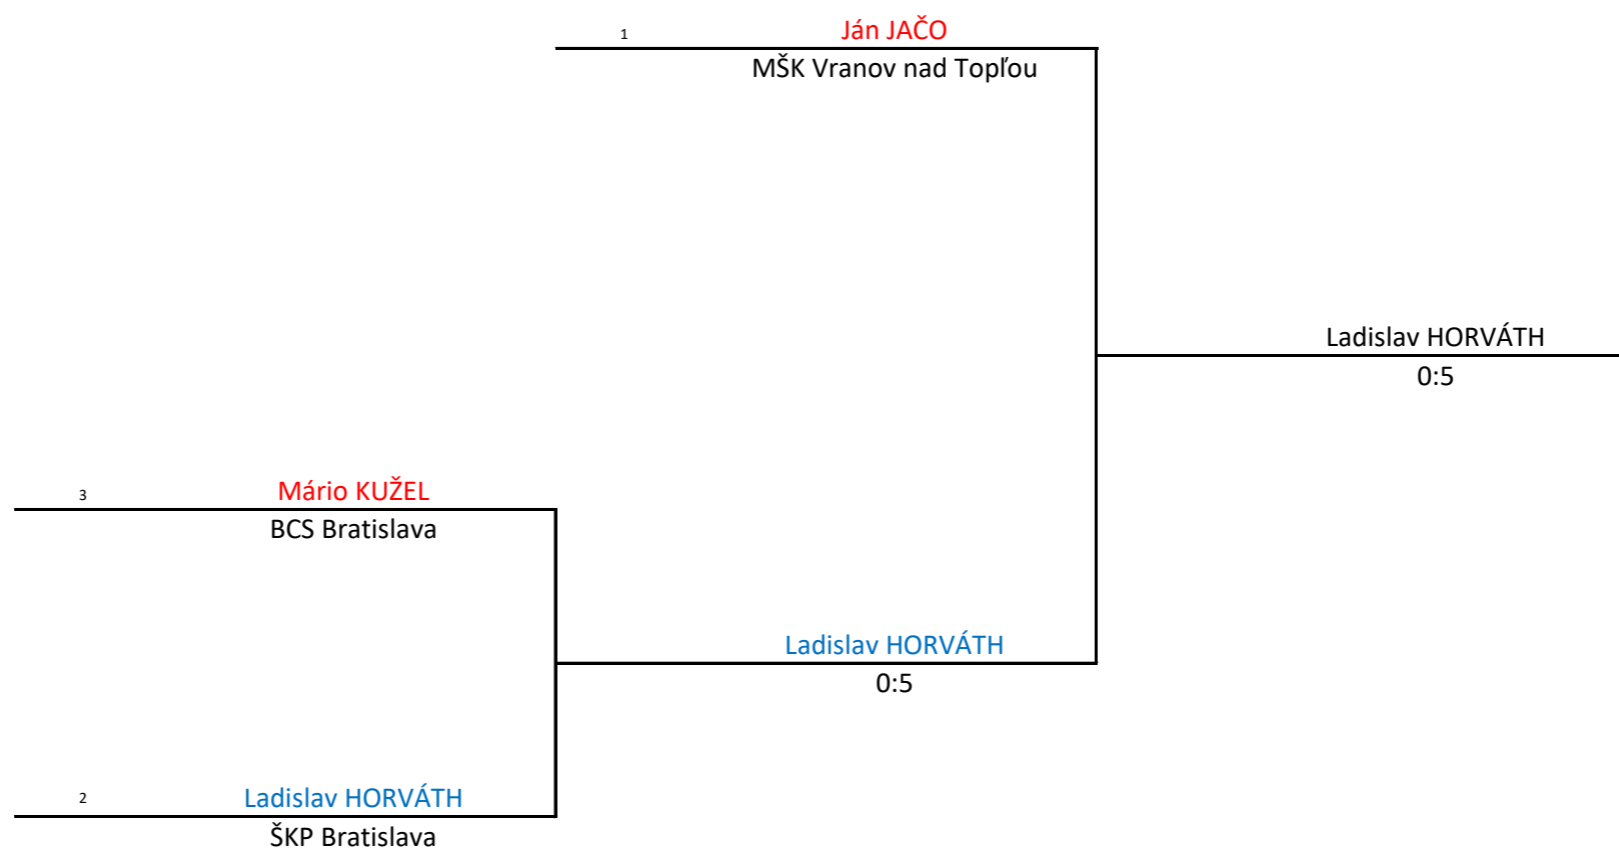 1
Ján JAČO
MŠK Vranov nad Topľou
Ladislav HORVÁTH
0:5
3
Mário KUŽEL
BCS Bratislava
Ladislav HORVÁTH
0:5
2
Ladislav HORVÁTH
ŠKP Bratislava